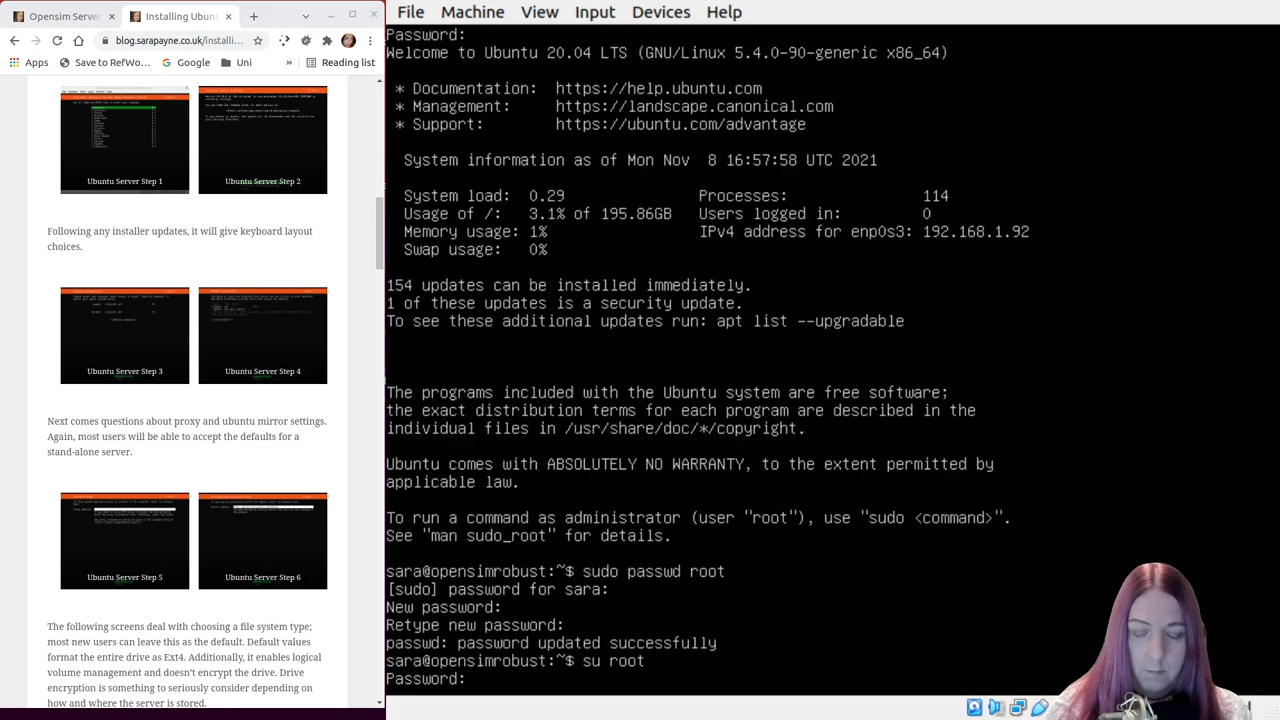 Opensim Server
Installing Ubunt
blog.sarapayne.co.uk/installi...
Apps
Save to RefWo...
Google
Uni
»
Reading list
Ubuntu Server Step 1
Ubuntu Server Step 2
Following any installer updates, it will give keyboard layout
choices.
Ubuntu Server Step 3
Ubuntu Server Step 4
Next comes questions about proxy and ubuntu mirror settings.
Again, most users will be able to accept the defaults for a
stand-alone server.
Ubuntu Server Step 5
Ubuntu Server Step 6
The following screens deal with choosing a file system type;
most new users can leave this as the default. Default values
format the entire drive as Ext4. Additionally, it enables logical
volume management and doesn't encrypt the drive. Drive
encryption is something to seriously consider depending on
how and where the server is stored.
File Machine View Input Devices Help
Password:
Welcome to Ubuntu 20.04 LTS (GNU/Linux 5.4.0-90-generic x86_64)
* Documentation: https://help.ubuntu.com
* Management: https://landscape.canonical.com
* Support: https://ubuntu.com/advantage
System information as of Mon Nov 8 16:57:58 UTC 2021
System load: 0.29 Processes: 114
Usage of /: 3.1% of 195.86GB Users logged in: 0
Memory usage: 1% IPv4 address for enp0s3: 192.168.1.92
Swap usage: 0%
154 updates can be installed immediately.
1 of these updates is a security update.
To see these additional updates run: apt list --upgradable
The programs included with the Ubuntu system are free software;
the exact distribution terms for each program are described in the
individual files in /usr/share/doc/*/copyright.
Ubuntu comes with ABSOLUTELY NO WARRANTY, to the extent permitted by
applicable law.
To run a command as administrator (user "root"), use "sudo <command>".
See "man sudo_root" for details.
sara@opensimrobust:~$ sudo passwd root
[sudo] password for sara:
New password:
Retype new password:
passwd: password updated successfully
sara@opensimrobust:~$ su root
Password: